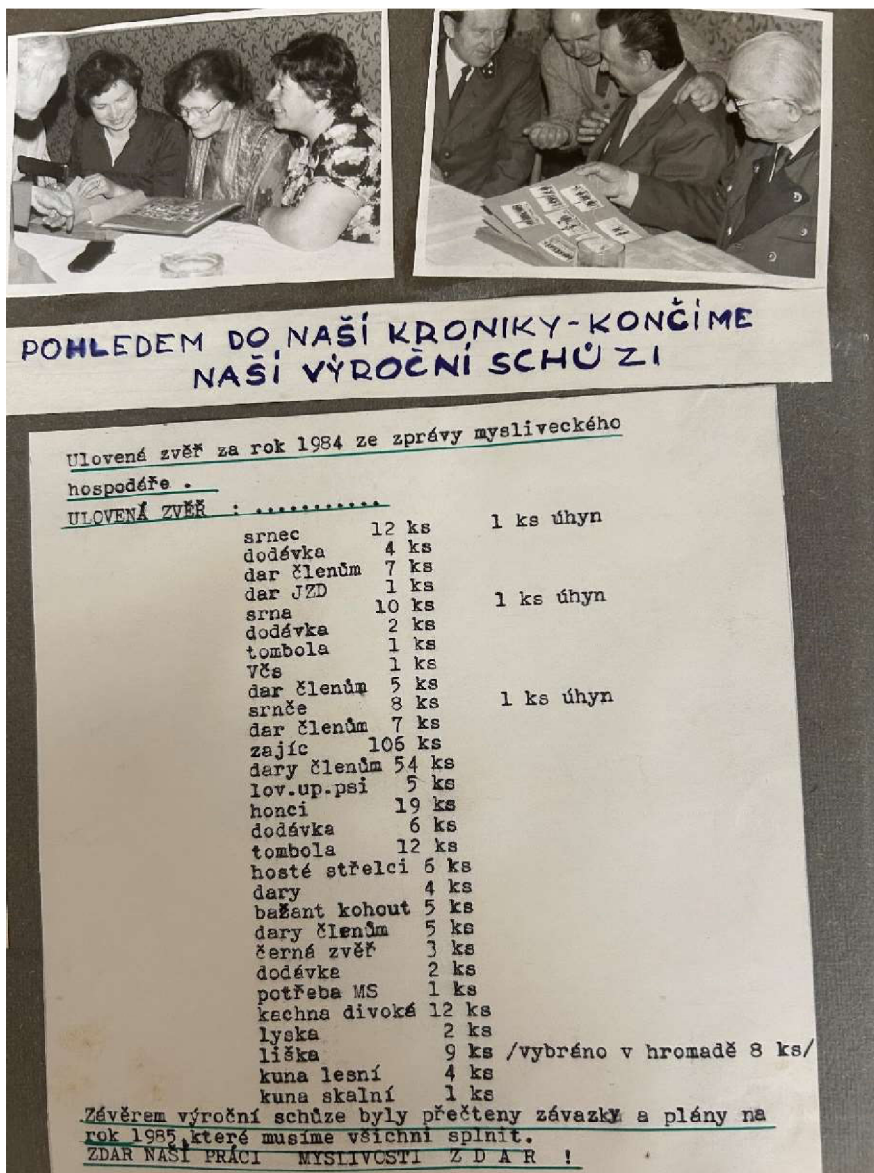 POHLEDEM DO NAŠÍ KRONIKY-KONČÍME
NAŠÍ VÝROČNÍ SCHŮZI
Ulovená zvěř za rok 1984 ze zprávy mysliveckého
hospodáře .
ULOVENÁ ZVĚŘ : ...........
srnec 12 ks 1 ks úhyn
dodávka 4 ks
dar členům 7 ks
dar JZD 1 ks
srna 10 ks 1 ks úhyn
dodávka 2 ks
tombola 1 ks
Včs 1 ks
dar členům 5 ks
srnče 8 ks 1 ks úhyn
dar členům 7 ks
zajíc 106 ks
dary členům 54 ks
lov.up.psi 5 ks
honci 19 ks
dodávka 6 ks
tombola 12 ks
hosté střelci 6 ks
dary 4 ks
bažant kohout 5 ks
dary členům 5 ks
černá zvěř 3 ks
dodávka 2 ks
potřeba MS 1 ks
kachna divoká 12 ks
lyska 2 ks
liška 9 ks /vybráno v hromadě 8 ks/
kuna lesní 4 ks
kuna skalní 1 ks
Závěrem výroční schůze byly přečteny závazky a plány na
rok 1985,které musíme všichni splnit.
ZDAR NAŠÍ PRÁCI MYSLIVOSTI Z D A R !